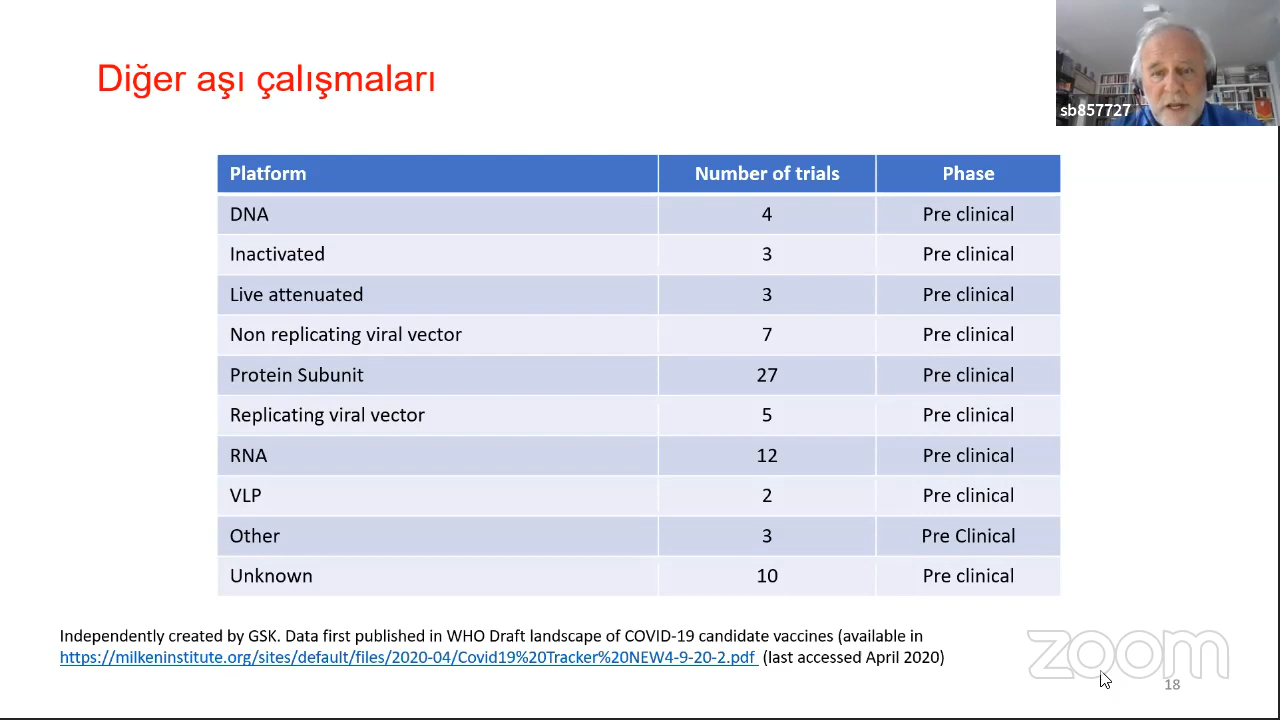 Diğer aşı çalışmaları
sb857727
Platform Number of trials Phase
DNA 4 Pre clinical
Inactivated 3 Pre clinical
Live attenuated 3 Pre clinical
Non replicating viral vector 7 Pre clinical
Protein Subunit 27 Pre clinical
Replicating viral vector 5 Pre clinical
RNA 12 Pre clinical
VLP 2 Pre clinical
Other 3 Pre Clinical
Unknown 10 Pre clinical
Independently created by GSK. Data first published in WHO Draft landscape of COVID-19 candidate vaccines (available in
https://milkeninstitute.org/sites/default/files/2020-04/Covid19%20Tracker%20NEW4-9-20-2.pdf (last accessed April 2020)
zoom
18